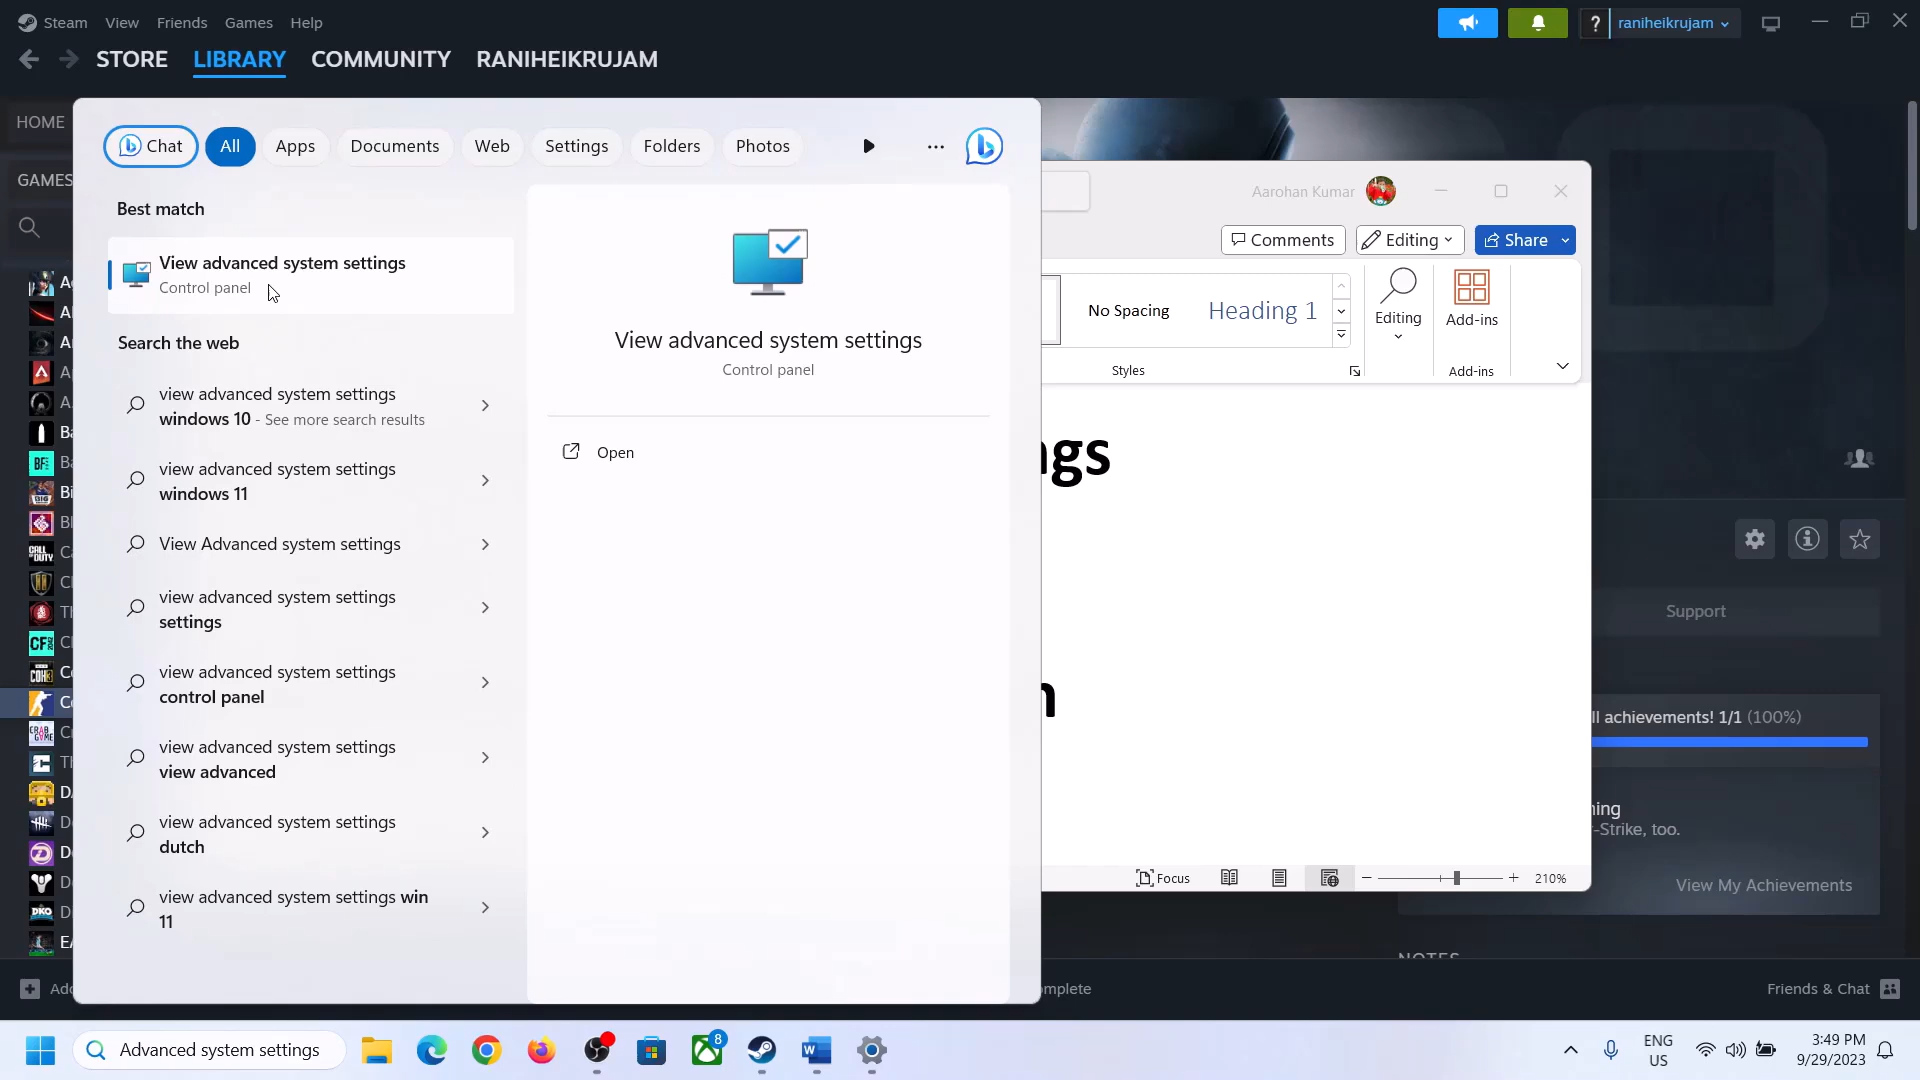 Steam View Friends Games Help
raniheikrujam
STORE LIBRARY COMMUNITY RANIHEIKRUJAM
HOME
GAMES
Chat All Apps Documents Web Settings Folders Photos
Best match
View advanced system settings
Control panel
Search the web
view advanced system settings
windows 10 - See more search results
view advanced system settings
windows 11
View Advanced system settings
view advanced system settings
settings
view advanced system settings
control panel
view advanced system settings
view advanced
view advanced system settings
dutch
view advanced system settings win
11
View advanced system settings
Control panel
Open
Aarohan Kumar
Comments Editing Share
No Spacing Heading 1
Editing
Add-ins
Styles
Add-ins
ngs
n
Focus
210%
Support
ll achievements! 1/1 (100%)
ning
-Strike, too.
View My Achievements
NOTES
Add
mplete
Friends & Chat
Advanced system settings
8
ENG
US
3:49 PM
9/29/2023